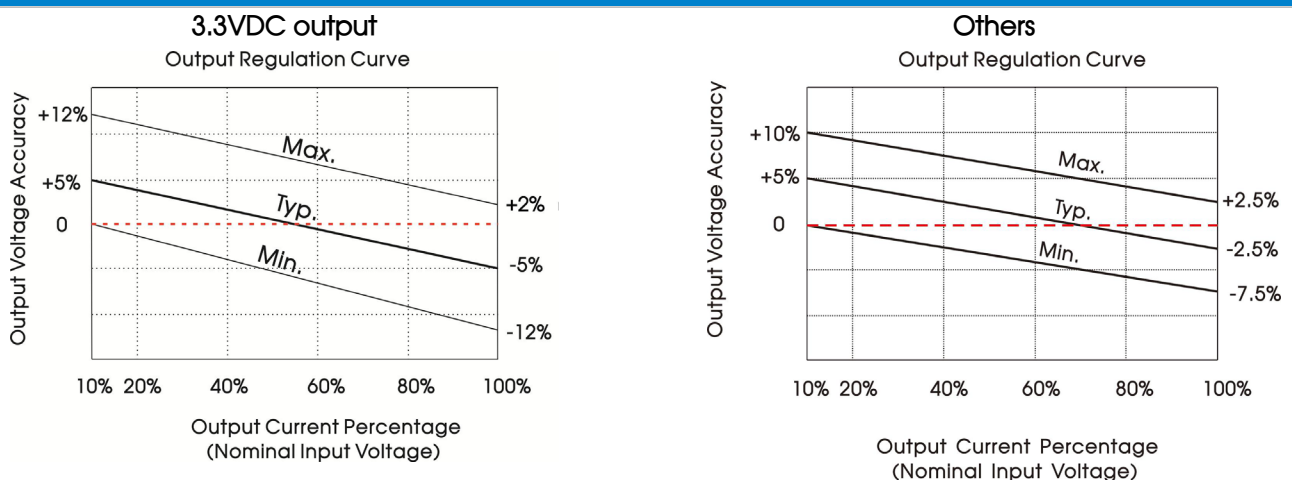 3.3VDC output
Output Regulation Curve
Output Voltage Accuracy
+12%
+5%
0
Max.
Typ.
Min.
+2%
-5%
-12%
10% 20% 40% 60% 80% 100%
Output Current Percentage
(Nominal Input Voltage)
Others
Output Regulation Curve
Output Voltage Accuracy
+10%
+5%
0
Max.
Typ.
Min.
+2.5%
-2.5%
-7.5%
10% 20% 40% 60% 80% 100%
Output Current Percentage
(Nominal Input Voltage)